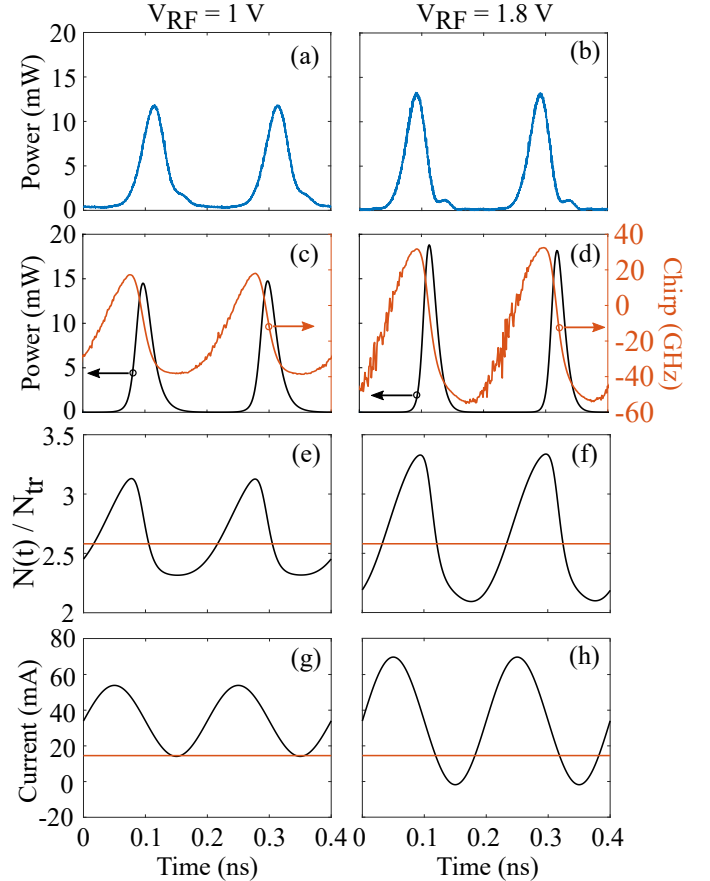 V_RF = 1 V
V_RF = 1.8 V
Power (mW)
20
15
10
5
0
(a)
(b)
Power (mW)
20
15
10
5
0
(c)
(d)
40
20
0
-20
-40
-60
Chirp (GHz)
N(t) / N_tr
3.5
3
2.5
2
(e)
(f)
Current (mA)
80
60
40
20
0
-20
(g)
(h)
0
0.1
0.2
0.3
0.4
0
0.1
0.2
0.3
0.4
Time (ns)
Time (ns)